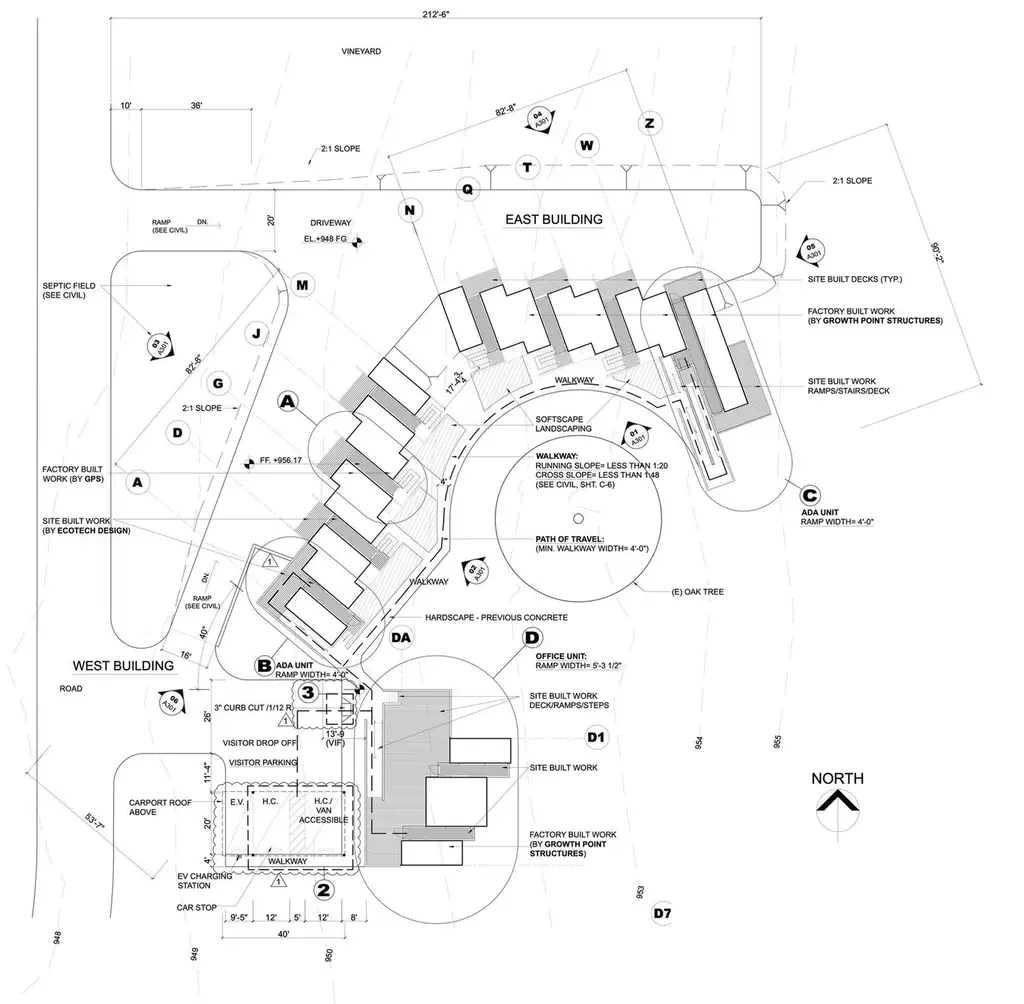 212'-6"
VINEYARD
10'
36'
82'-8"
04
A301
Z
W
T
Q
N
2:1 SLOPE
2:1 SLOPE
EAST BUILDING
20'
RAMP DN.
(SEE CIVIL)
DRIVEWAY
EL.+948 FG
05
A301
90'-2"
SEPTIC FIELD
(SEE CIVIL)
M
SITE BUILT DECKS (TYP.)
FACTORY BUILT WORK
(BY GROWTH POINT STRUCTURES)
03
A301
J
82'-8"
G
2:1 SLOPE
A
17'-4 3/4
WALKWAY
SITE BUILT WORK
RAMPS/STAIRS/DECK
SOFTSCAPE
LANDSCAPING
01
A301
D
FF. +956.17
WALKWAY:
RUNNING SLOPE= LESS THAN 1:20
CROSS SLOPE= LESS THAN 1:48
(SEE CIVIL, SHT. C-6)
FACTORY BUILT
WORK (BY GPS)
A
4'
C
ADA UNIT
RAMP WIDTH= 4'-0"
SITE BUILT WORK
(BY ECOTECH DESIGN)
PATH OF TRAVEL:
(MIN. WALKWAY WIDTH= 4'-0")
1
02
A301
WALKWAY
(E) OAK TREE
DN.
RAMP
(SEE CIVIL)
40°
HARDSCAPE - PREVIOUS CONCRETE
DA
D
16'
WEST BUILDING
B
ADA UNIT
RAMP WIDTH= 4'-0"
OFFICE UNIT:
RAMP WIDTH= 5'-3 1/2"
ROAD
06
A301
3
3" CURB CUT /1/12 R
1
SITE BUILT WORK
DECK/RAMPS/STEPS
26'
13'-9
(VIF)
VISITOR DROP OFF
VISITOR PARKING
D1
954
955
11'-4"
SITE BUILT WORK
NORTH
CARPORT ROOF
ABOVE
E.V.
H.C.
H.C./
VAN
ACCESSIBLE
20'
53'-7"
FACTORY BUILT WORK
(BY GROWTH POINT
STRUCTURES)
4'
WALKWAY
EV CHARGING
STATION
1
2
CAR STOP
953
D7
9'-5"
12'
5'
12'
8'
40'
948
949
950